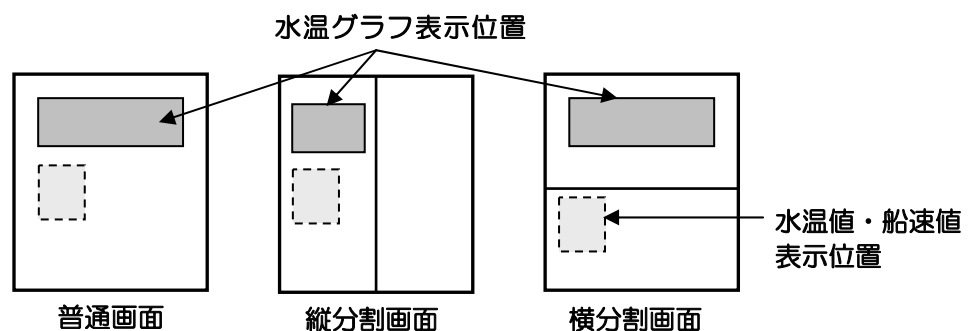 水温グラフ表示位置
水温値・船速値
表示位置
普通画面
縦分割画面
横分割画面